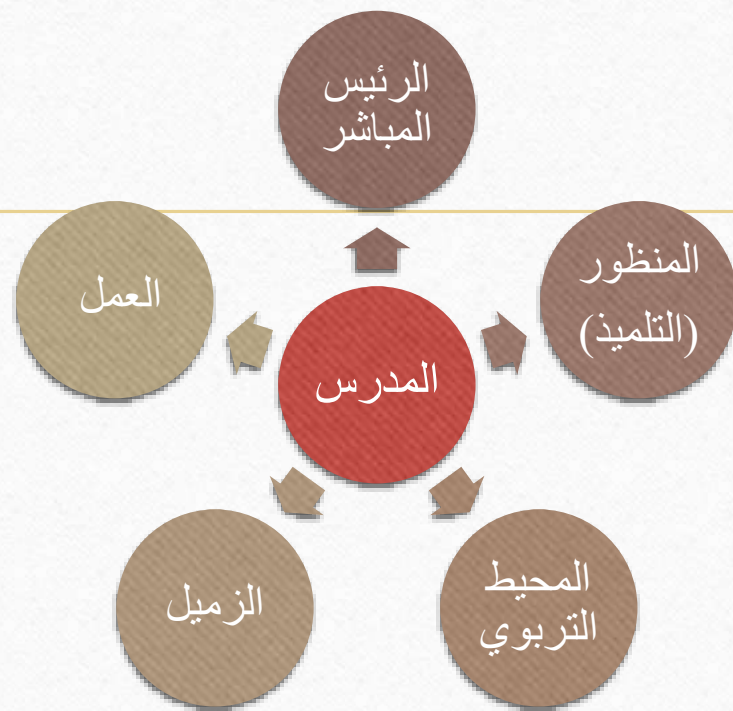 الرئيس
المباشر
المنظور
(التلميذ)
العمل
المدرس
المحيط
التربوي
الزميل